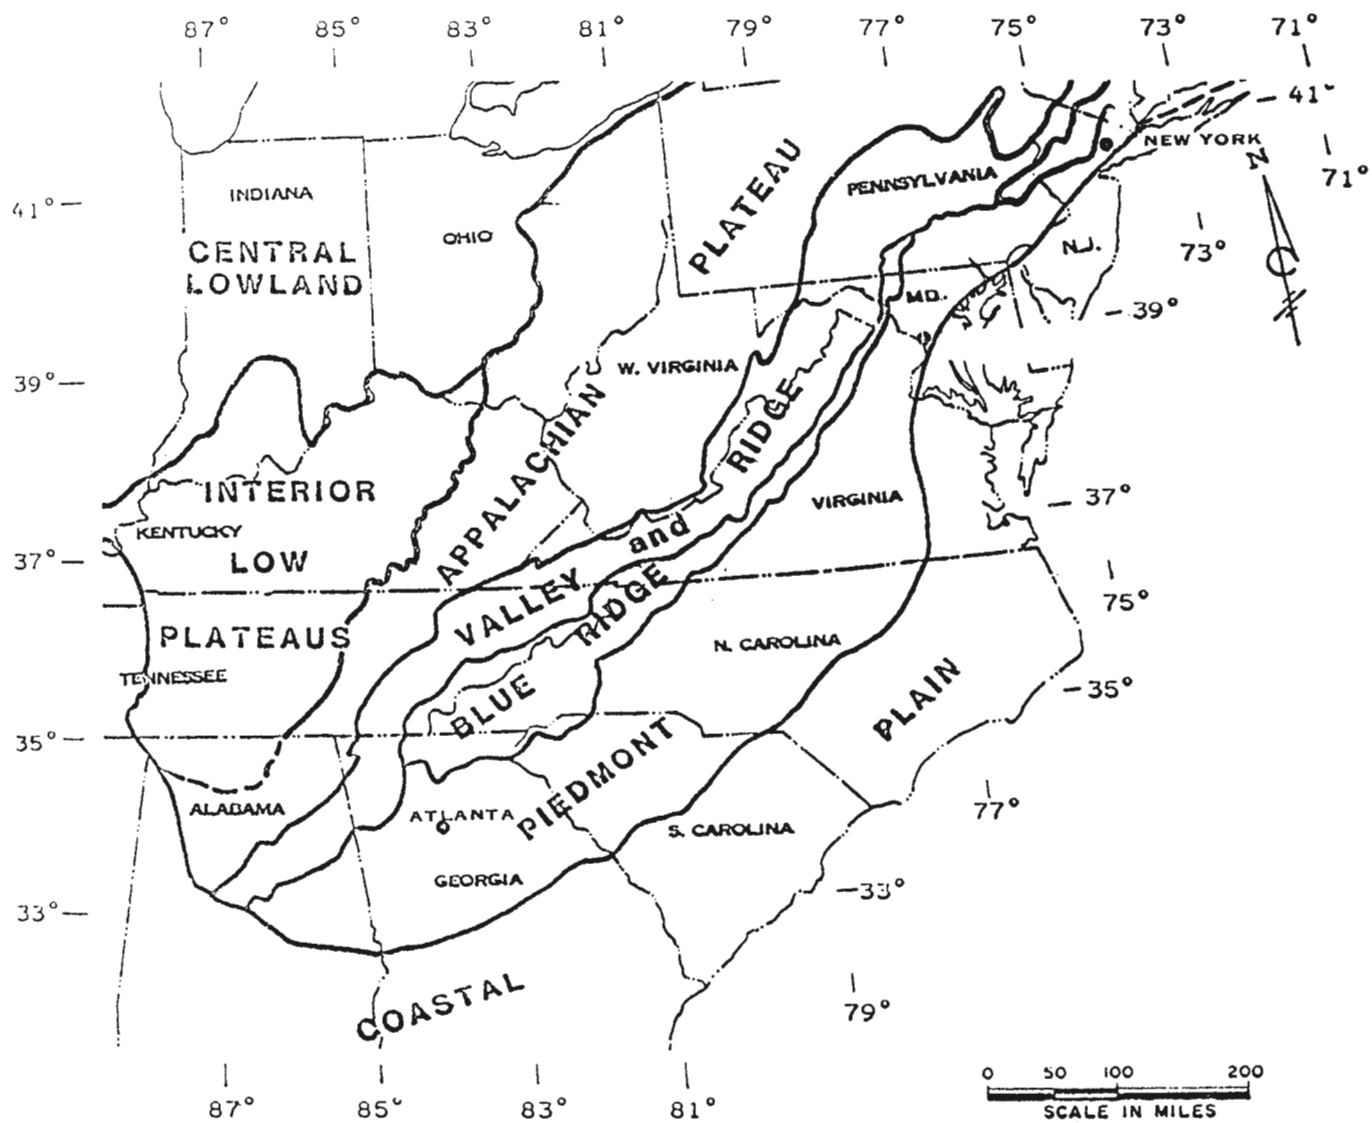 87° 85° 83° 81° 79° 77° 75° 73° 71°
41°
NEW YORK
N
71°
PLATEAU
PENNSYLVANIA
INDIANA
41°
OHIO
CENTRAL
LOWLAND
N.J.
73°
MD.
39°
W. VIRGINIA
39°
APPALACHIAN
RIDGE
INTERIOR
VIRGINIA
37°
KENTUCKY
and
LOW
37°
VALLEY
RIDGE
75°
PLATEAUS
N. CAROLINA
TENNESSEE
35°
BLUE
PLAIN
35°
PIEDMONT
ALABAMA
ATLANTA
77°
S. CAROLINA
GEORGIA
33°
33°
COASTAL
79°
0 50 100 200
SCALE IN MILES
87° 85° 83° 81°